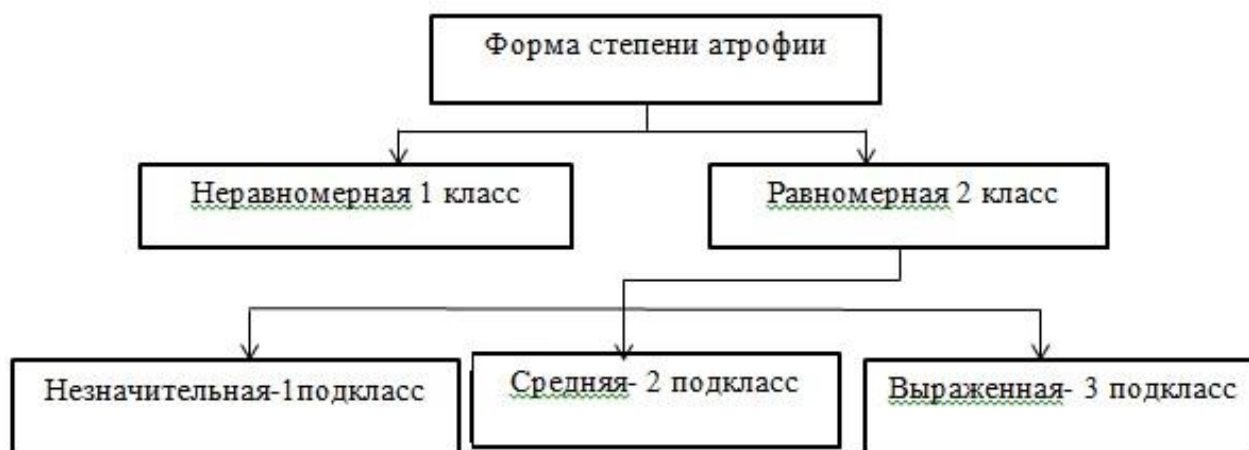 Форма степени атрофии
Неравномерная 1 класс
Равномерная 2 класс
Незначительная-1подкласс
Средняя- 2 подкласс
Выраженная- 3 подкласс